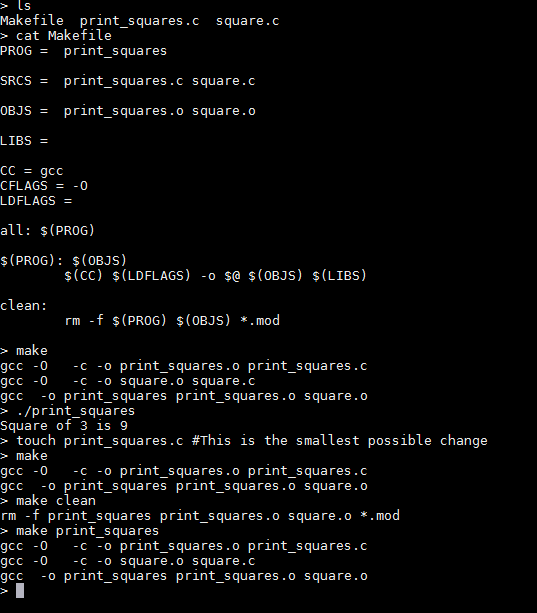 > ls
Makefile  print_squares.c  square.c
> cat Makefile
PROG =  print_squares
SRCS =  print_squares.c square.c
OBJS =  print_squares.o square.o
LIBS =
CC = gcc
CFLAGS = -O
LDFLAGS =
all: $(PROG)
$(PROG): $(OBJS)
        $(CC) $(LDFLAGS) -o $@ $(OBJS) $(LIBS)
clean:
        rm -f $(PROG) $(OBJS) *.mod
> make
gcc -O   -c -o print_squares.o print_squares.c
gcc -O   -c -o square.o square.c
gcc  -o print_squares print_squares.o square.o
> ./print_squares
Square of 3 is 9
> touch print_squares.c #This is the smallest possible change
> make
gcc -O   -c -o print_squares.o print_squares.c
gcc  -o print_squares print_squares.o square.o
> make clean
rm -f print_squares print_squares.o square.o *.mod
> make print_squares
gcc -O   -c -o print_squares.o print_squares.c
gcc -O   -c -o square.o square.c
gcc  -o print_squares print_squares.o square.o
>